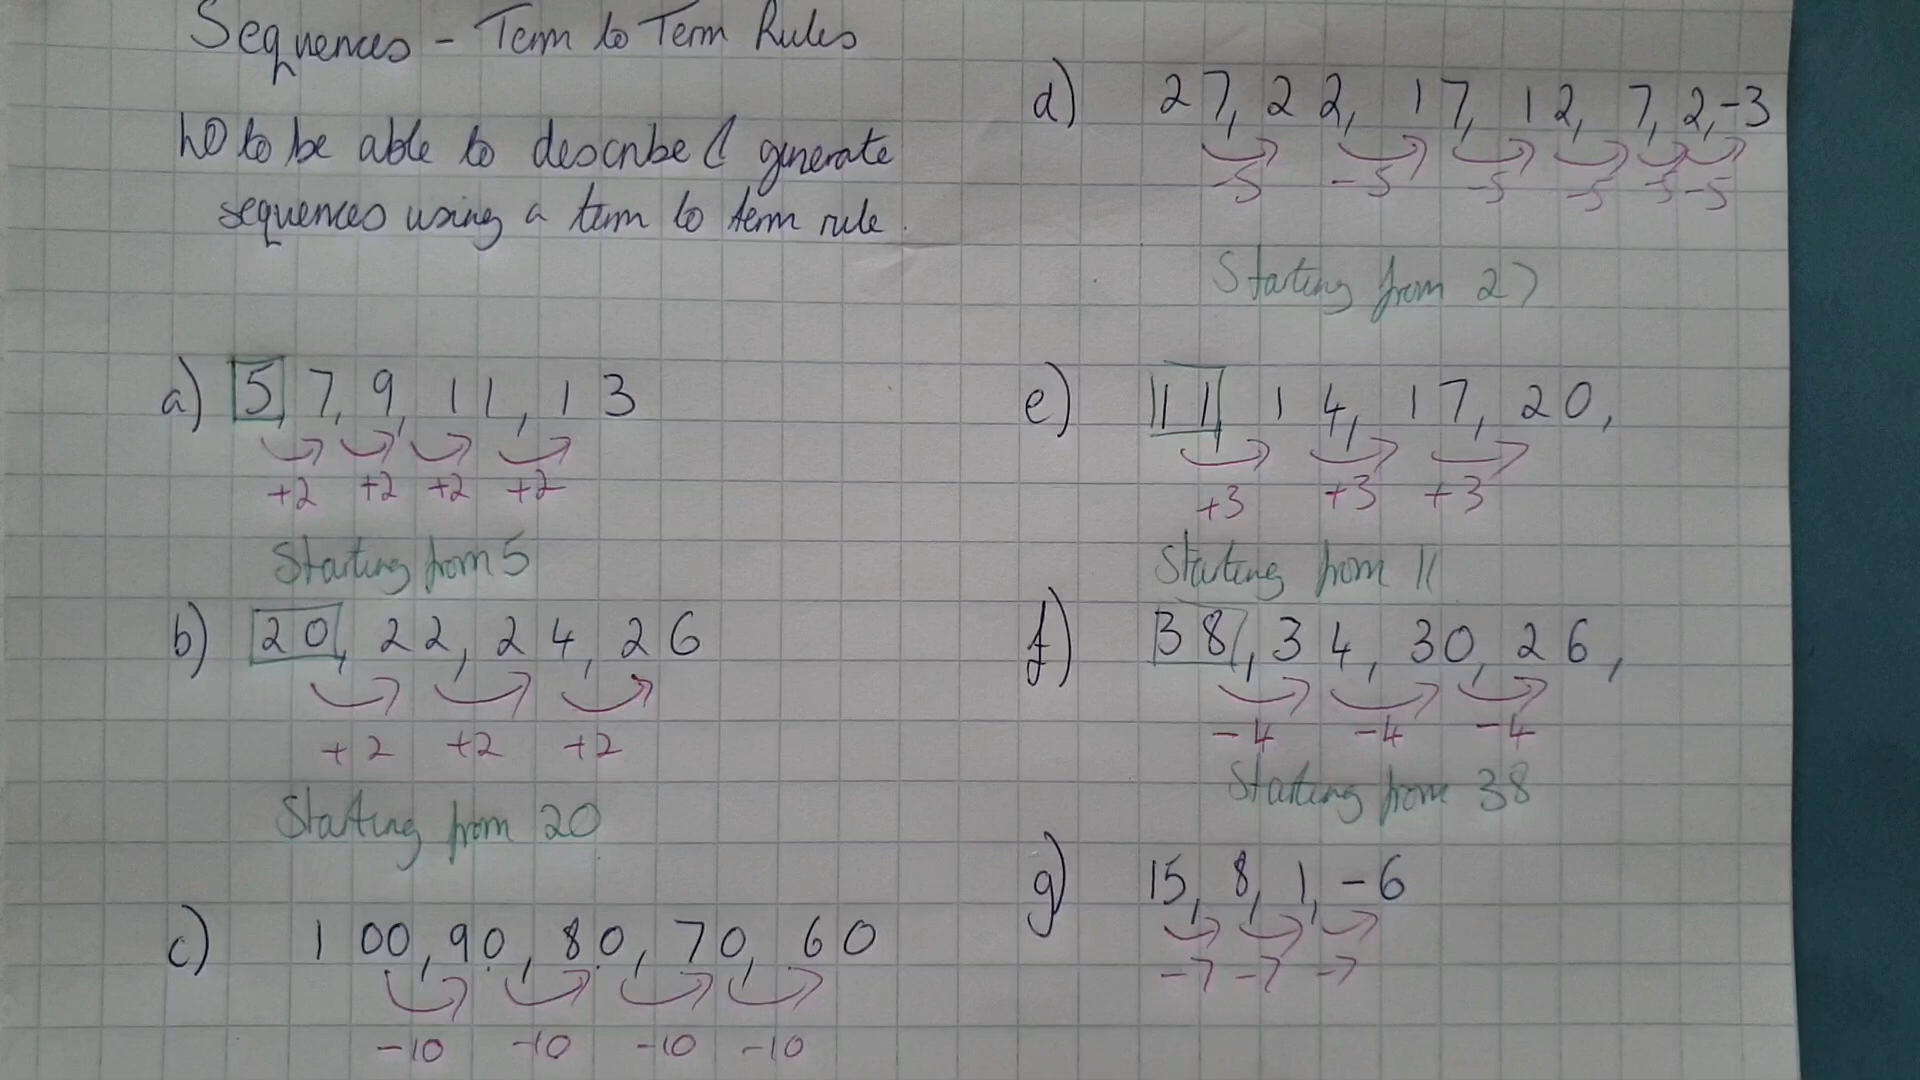 Sequences - Term to Term Rules
LO to be able to describe & generate
sequences using a term to term rule.
a) 5, 7, 9, 11, 13
+2 +2 +2 +2
Starting from 5
b) 20, 22, 24, 26
+2 +2 +2
Starting from 20
c) 100, 90, 80, 70, 60
-10 -10 -10 -10
d) 27, 22, 17, 12, 7, 2, -3
-5 -5 -5 -5 -5 -5
Starting from 27
e) 11, 14, 17, 20,
+3 +3 +3
Starting from 11
f) 38, 34, 30, 26,
-4 -4 -4
Starting from 38
g) 15, 8, 1, -6
-7 -7 -7